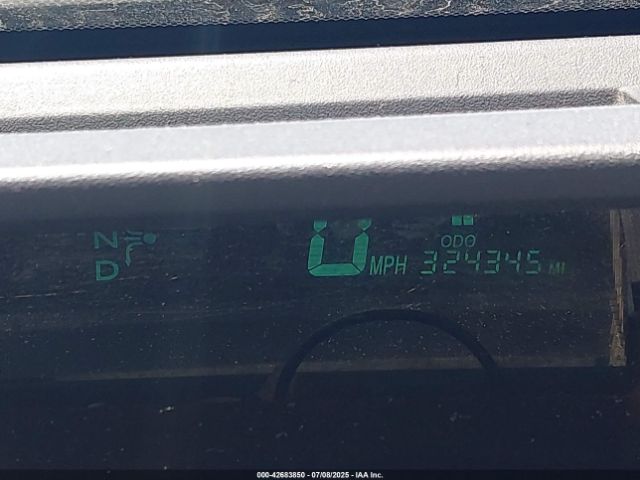 ODO
N
0 MPH 324345 MI
D
000-42683850 - 07/08/2025 - IAA Inc.